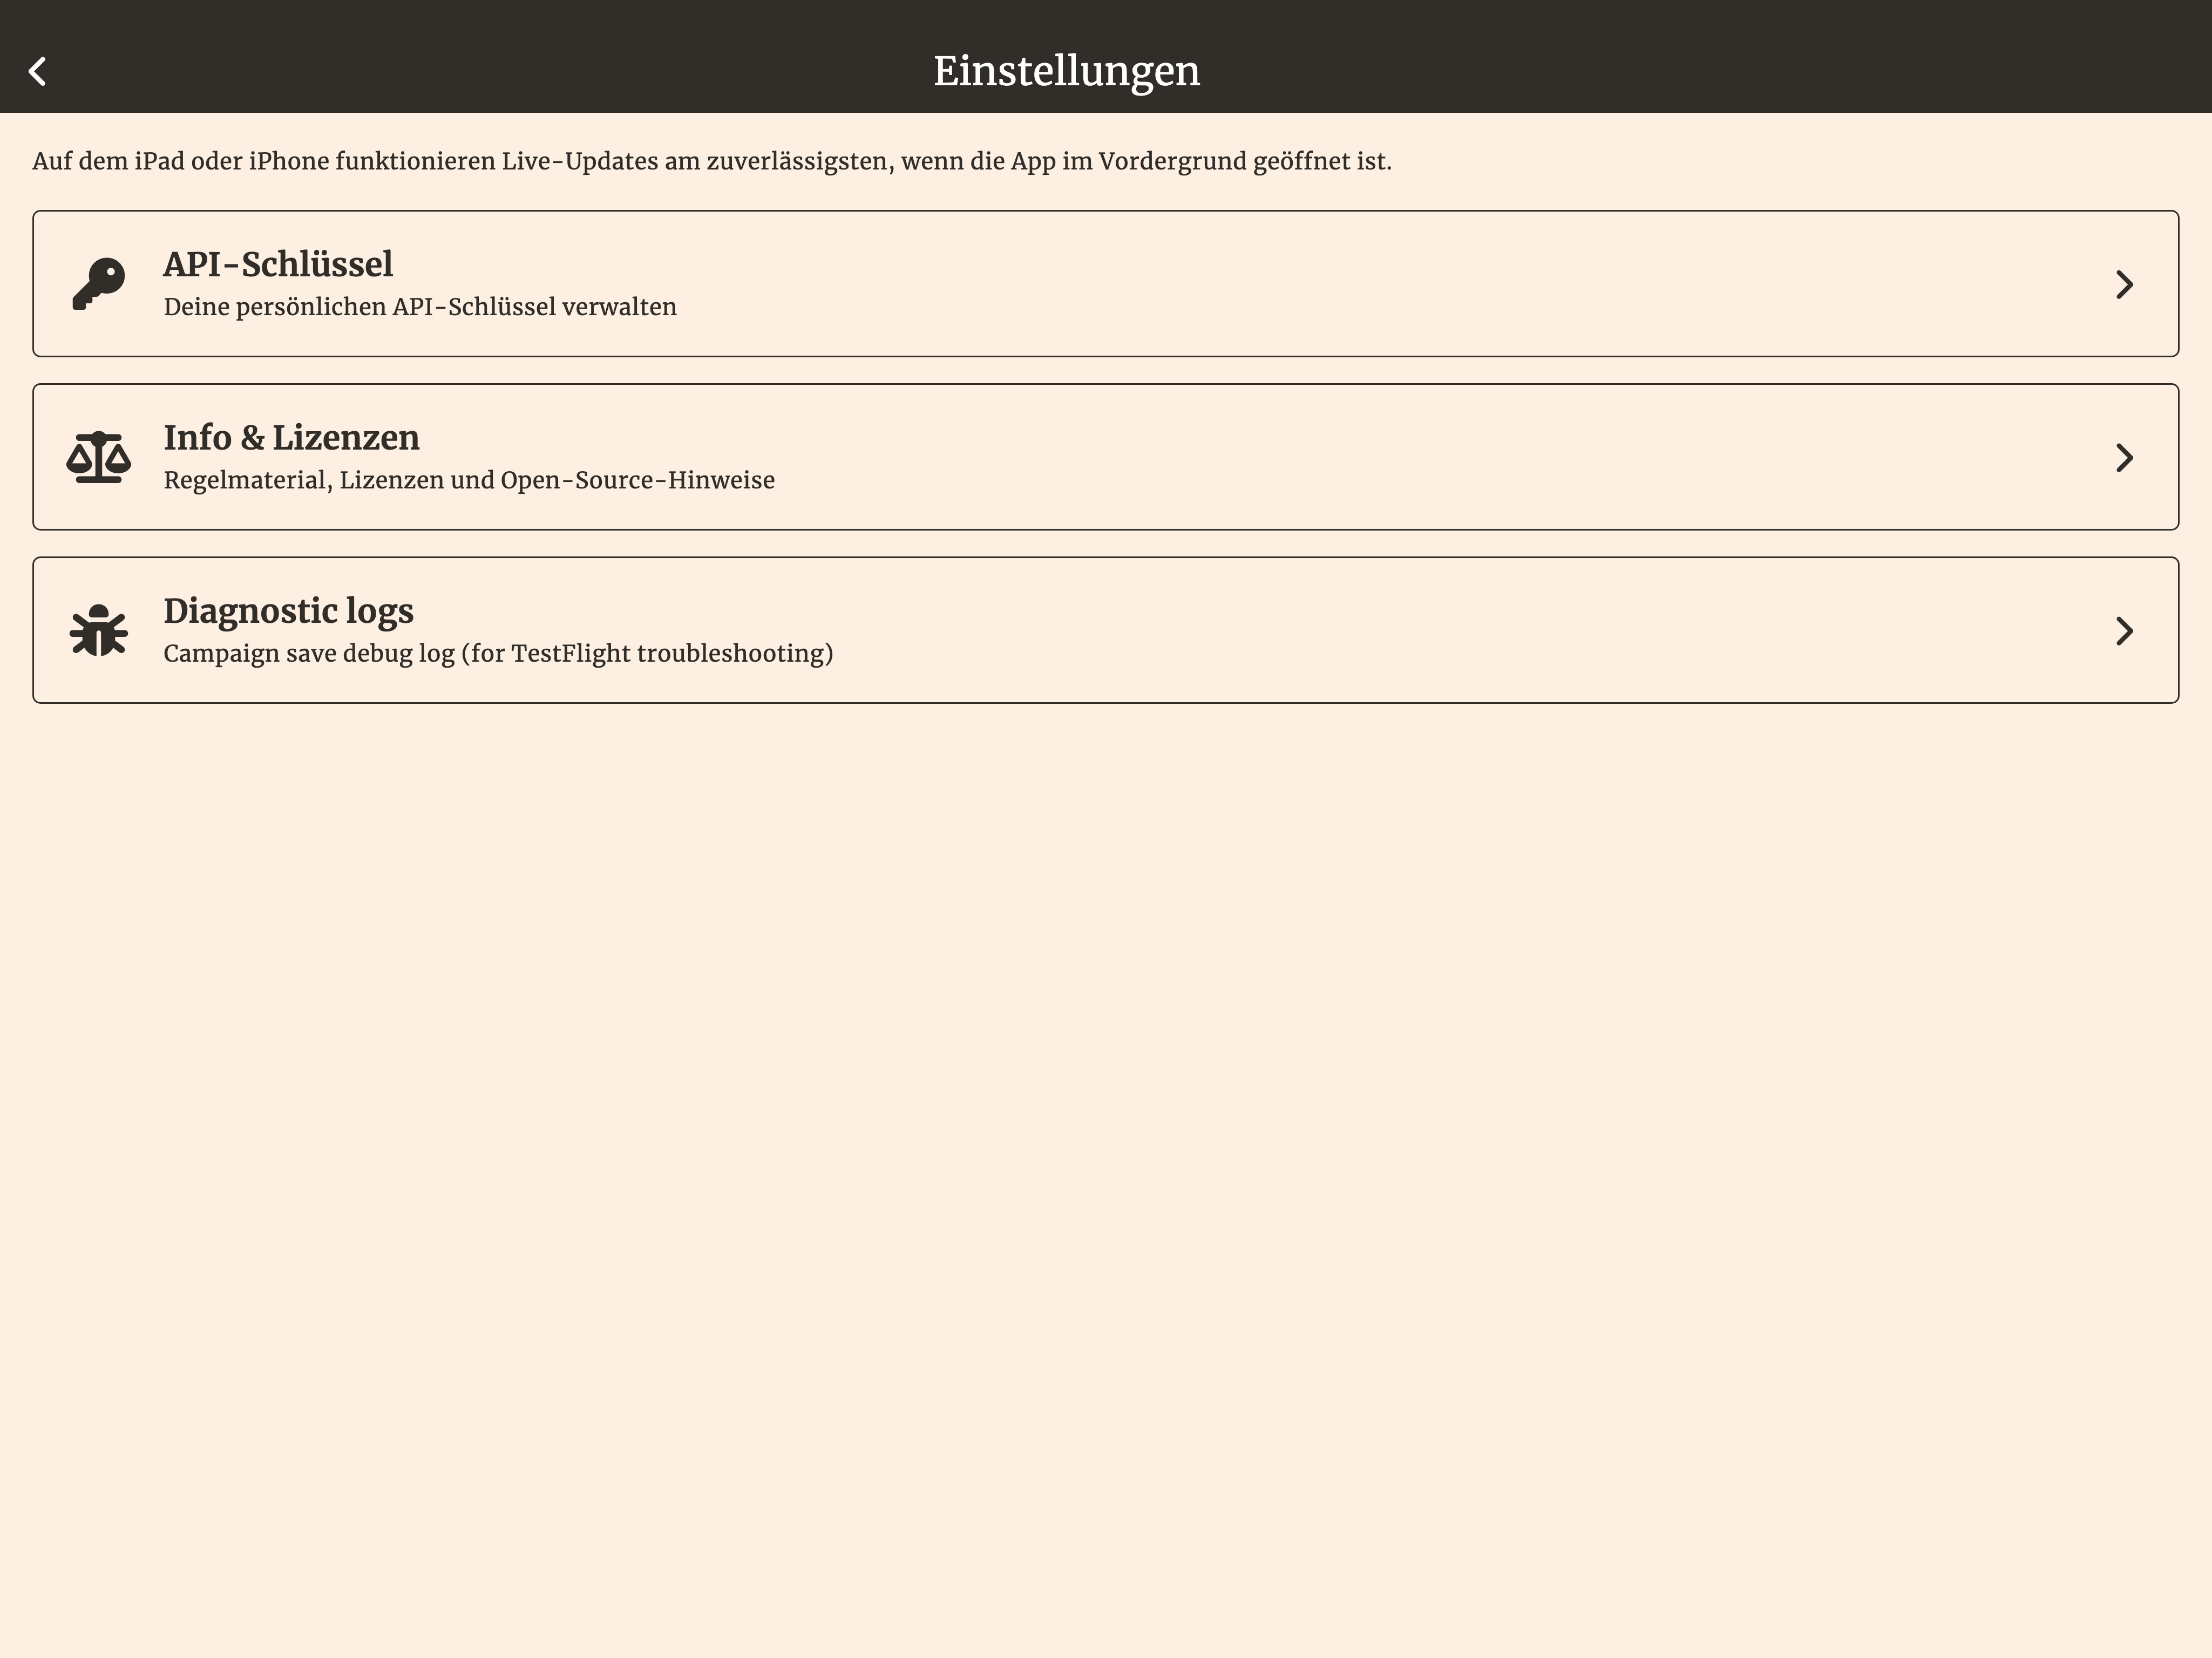 Einstellungen
Auf dem iPad oder iPhone funktionieren Live-Updates am zuverlässigsten, wenn die App im Vordergrund geöffnet ist.
API-Schlüssel
Deine persönlichen API-Schlüssel verwalten
Info & Lizenzen
Regelmaterial, Lizenzen und Open-Source-Hinweise
Diagnostic logs
Campaign save debug log (for TestFlight troubleshooting)